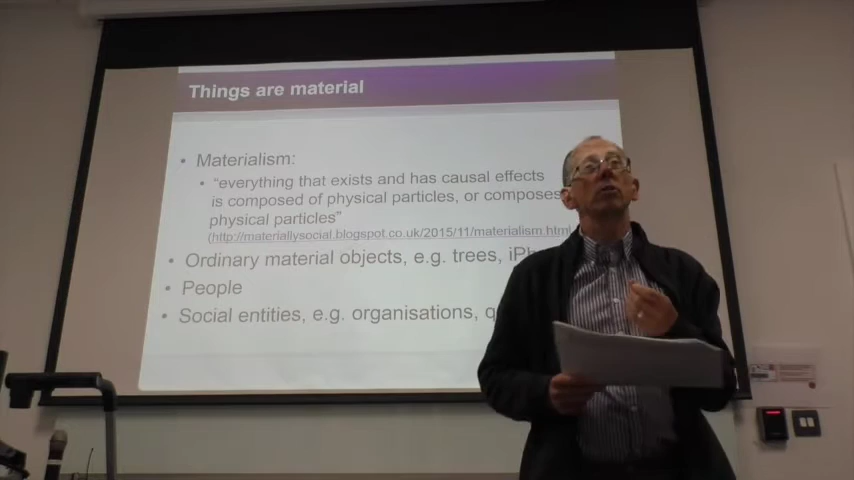 Things are material
• Materialism:
• “everything that exists and has causal effects
is composed of physical particles, or composes
physical particles”
(http://materiallysocial.blogspot.co.uk/2015/11/materialism.html
• Ordinary material objects, e.g. trees, iPh
• People
• Social entities, e.g. organisations, q